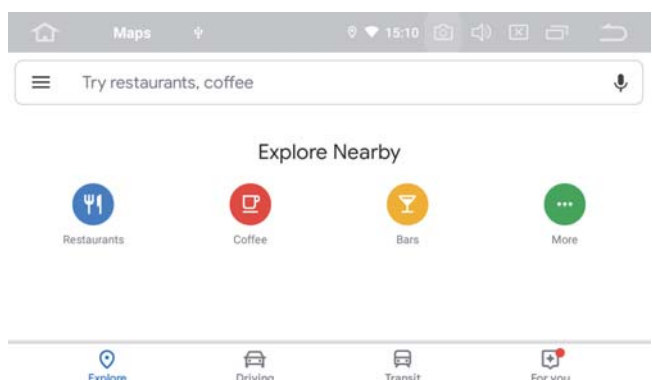 Maps 15:10
Try restaurants, coffee
Explore Nearby
Restaurants Coffee Bars More
Explore Driving Transit For you